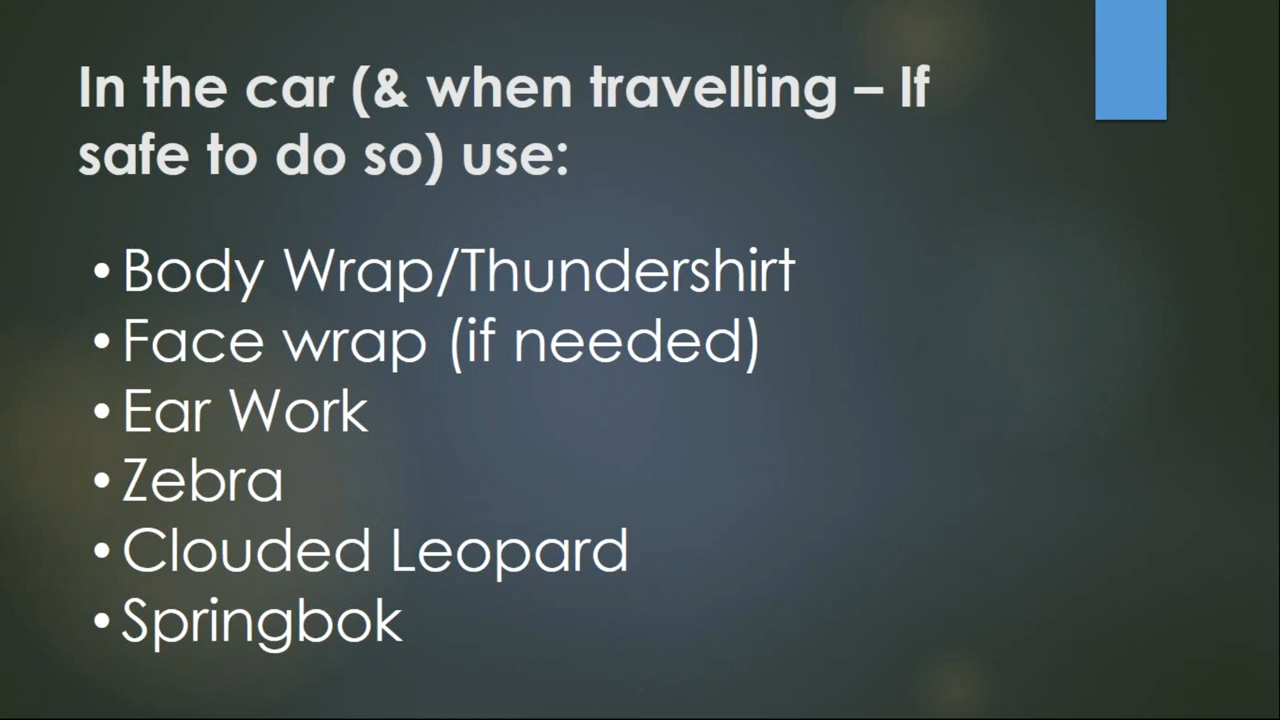 In the car (& when travelling – If
safe to do so) use:
• Body Wrap/Thundershirt
• Face wrap (if needed)
• Ear Work
• Zebra
• Clouded Leopard
• Springbok